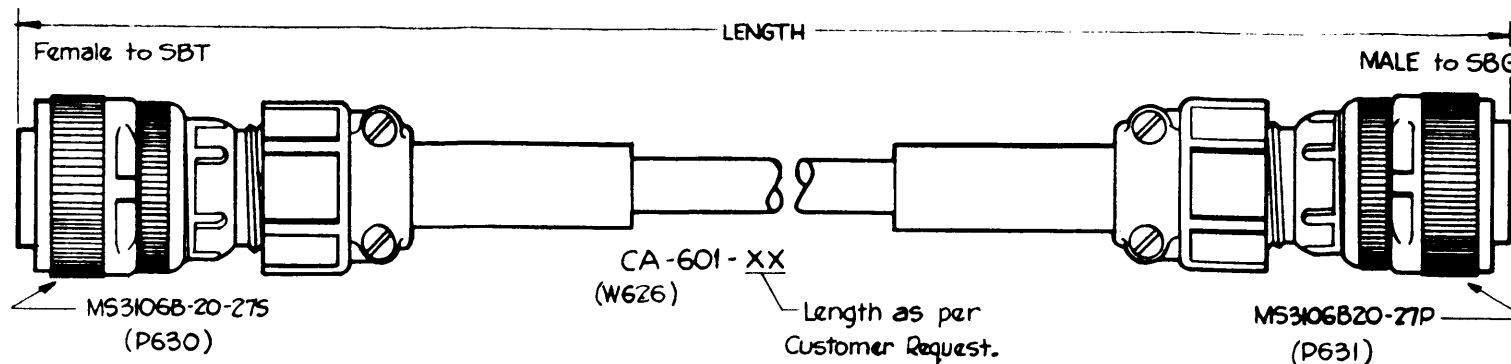 LENGTH
Female to SBT
MALE to SBG
CA-601-XX
(W626)
MS3106B-20-27S
(P630)
Length as per
Customer Request.
MS3106B20-27P
(P631)